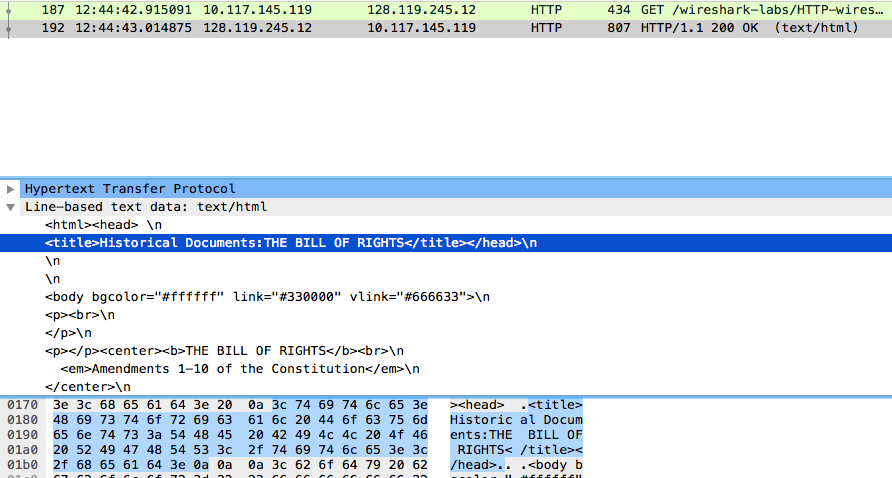 187 12:44:42.915091 10.117.145.119 128.119.245.12 HTTP 434 GET /wireshark-labs/HTTP-wires…
192 12:44:43.014875 128.119.245.12 10.117.145.119 HTTP 807 HTTP/1.1 200 OK (text/html)
Hypertext Transfer Protocol
Line-based text data: text/html
<html><head> \n
<title>Historical Documents:THE BILL OF RIGHTS</title></head>\n
\n
\n
<body bgcolor="#ffffff" link="#330000" vlink="#666633">\n
<p><br>\n
</p>\n
<p></p><center><b>THE BILL OF RIGHTS</b><br>\n
<em>Amendments 1-10 of the Constitution</em>\n
</center>\n
0170 3e 3c 68 65 61 64 3e 20 0a 3c 74 69 74 6c 65 3e ><head> .<title>
0180 48 69 73 74 6f 72 69 63 61 6c 20 44 6f 63 75 6d Historic al Docum
0190 65 6e 74 73 3a 54 48 45 20 42 49 4c 4c 20 4f 46 ents:THE BILL OF
01a0 20 52 49 47 48 54 53 3c 2f 74 69 74 6c 65 3e 3c RIGHTS< /title><
01b0 2f 68 65 61 64 3e 0a 0a 0a 3c 62 6f 64 79 20 62 /head>.. .<body b